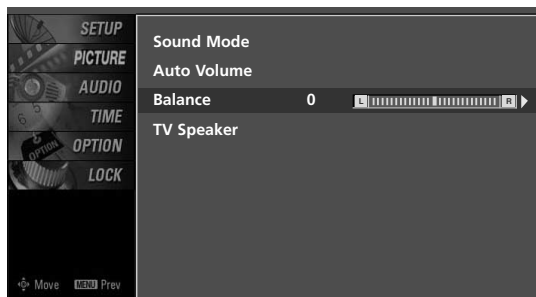 SETUP
PICTURE
AUDIO
TIME
OPTION
LOCK
Move MENU Prev
Sound Mode
Auto Volume
Balance 0 L R
TV Speaker